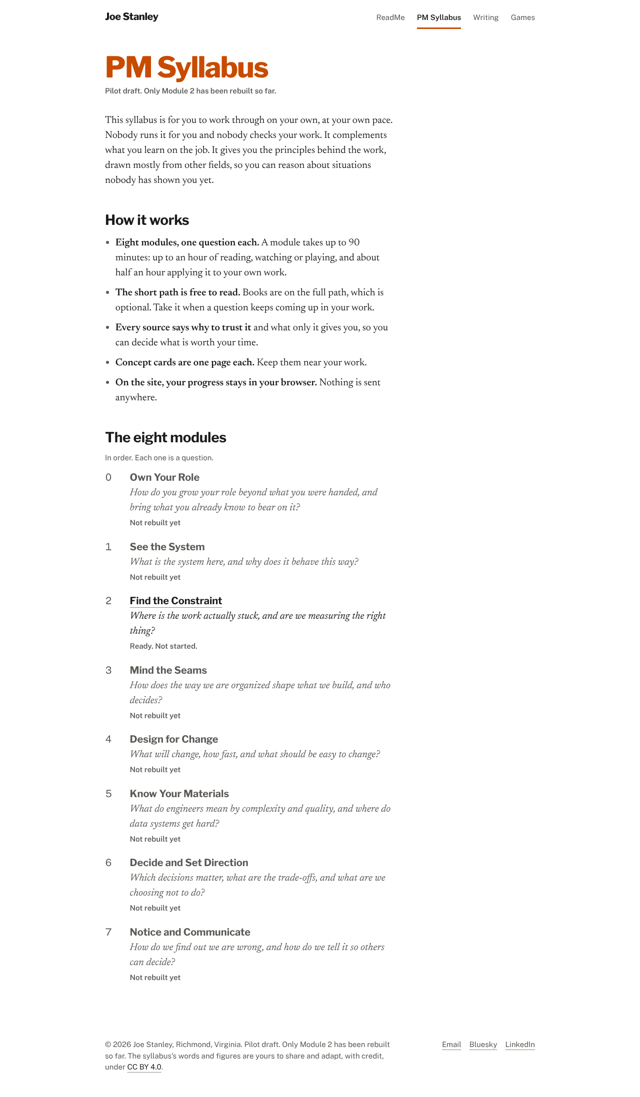 Joe Stanley
ReadMe PM Syllabus Writing Games
PM Syllabus
Pilot draft. Only Module 2 has been rebuilt so far.
This syllabus is for you to work through on your own, at your own pace.
Nobody runs it for you and nobody checks your work. It complements
what you learn on the job. It gives you the principles behind the work,
drawn mostly from other fields, so you can reason about situations
nobody has shown you yet.
How it works
• Eight modules, one question each. A module takes up to 90
minutes: up to an hour of reading, watching or playing, and about
half an hour applying it to your own work.
• The short path is free to read. Books are on the full path, which is
optional. Take it when a question keeps coming up in your work.
• Every source says why to trust it and what only it gives you, so you
can decide what is worth your time.
• Concept cards are one page each. Keep them near your work.
• On the site, your progress stays in your browser. Nothing is sent
anywhere.
The eight modules
In order. Each one is a question.
0 Own Your Role
How do you grow your role beyond what you were handed, and
bring what you already know to bear on it?
Not rebuilt yet
1 See the System
What is the system here, and why does it behave this way?
Not rebuilt yet
2 Find the Constraint
Where is the work actually stuck, and are we measuring the right
thing?
Ready. Not started.
3 Mind the Seams
How does the way we are organized shape what we build, and who
decides?
Not rebuilt yet
4 Design for Change
What will change, how fast, and what should be easy to change?
Not rebuilt yet
5 Know Your Materials
What do engineers mean by complexity and quality, and where do
data systems get hard?
Not rebuilt yet
6 Decide and Set Direction
Which decisions matter, what are the trade-offs, and what are we
choosing not to do?
Not rebuilt yet
7 Notice and Communicate
How do we find out we are wrong, and how do we tell it so others
can decide?
Not rebuilt yet
© 2026 Joe Stanley, Richmond, Virginia. Pilot draft. Only Module 2 has been rebuilt
so far. The syllabus's words and figures are yours to share and adapt, with credit,
under CC BY 4.0.
Email Bluesky LinkedIn